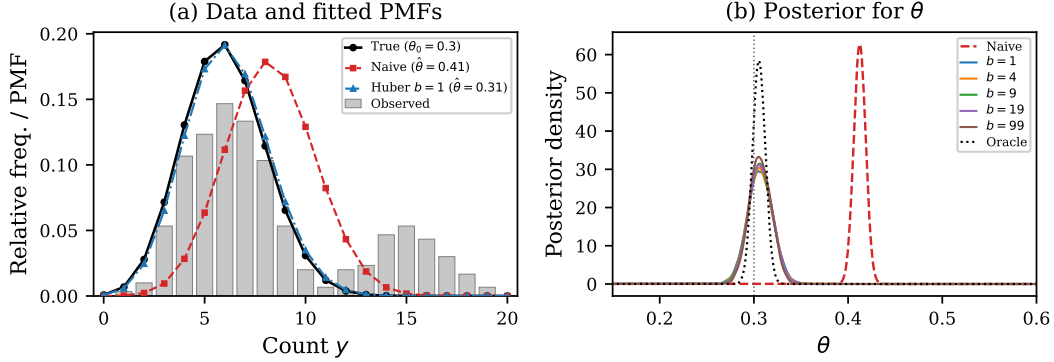 (a) Data and fitted PMFs
Relative freq. / PMF
0.20
0.15
0.10
0.05
0.00
True (θ₀ = 0.3)
Naive (θ̂ = 0.41)
Huber b = 1 (θ̂ = 0.31)
Observed
0 5 10 15 20
Count y
(b) Posterior for θ
Posterior density
60
50
40
30
20
10
0
Naive
b = 1
b = 4
b = 9
b = 19
b = 99
Oracle
0.2 0.3 0.4 0.5 0.6
θ